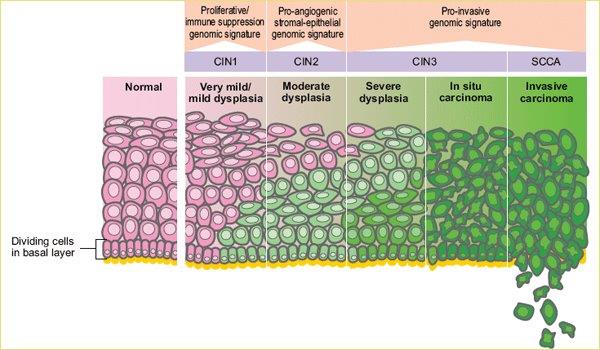 Proliferative/
immune suppression
genomic signature
Pro-angiogenic
stromal-epithelial
genomic signature
Pro-invasive
genomic signature
CIN1
CIN2
CIN3
SCCA
Normal
Very mild/
mild dysplasia
Moderate
dysplasia
Severe
dysplasia
In situ
carcinoma
Invasive
carcinoma
Dividing cells
in basal layer